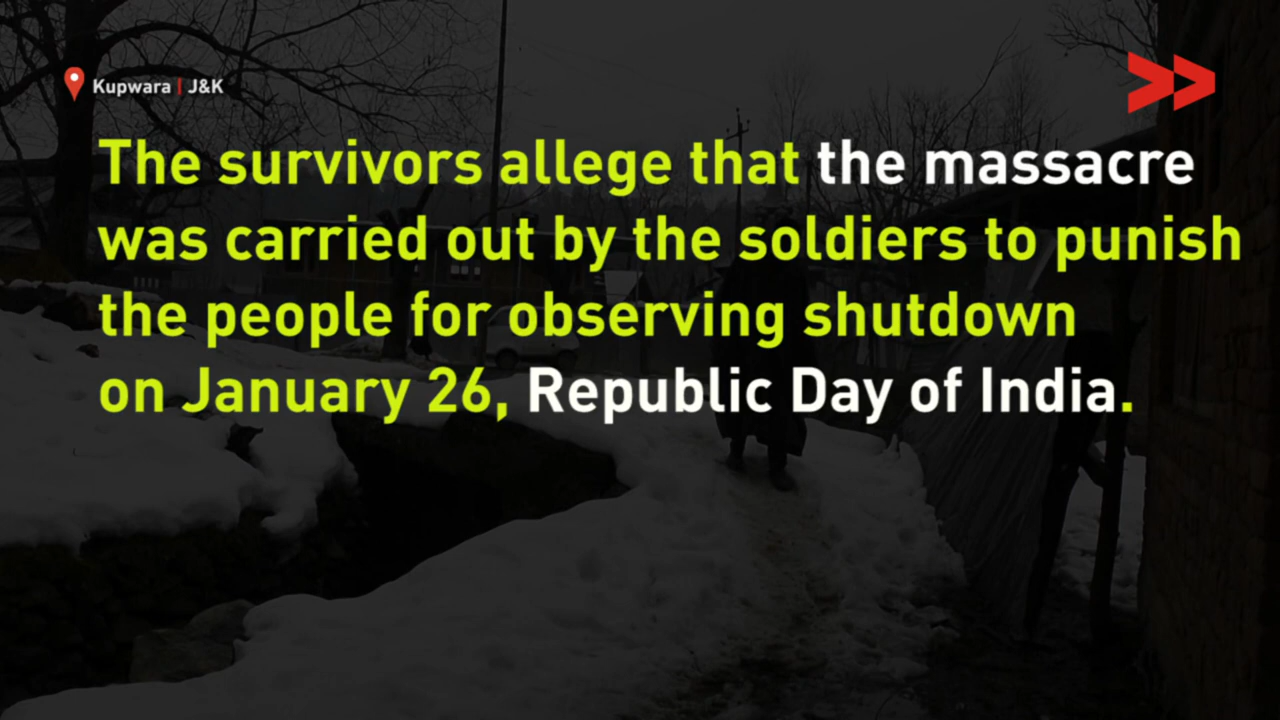 Kupwara | J&K
The survivors allege that the massacre
was carried out by the soldiers to punish
the people for observing shutdown
on January 26, Republic Day of India.